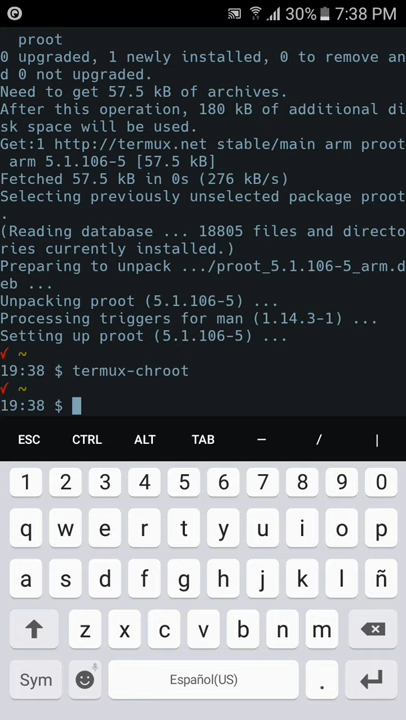 30% 7:38 PM
proot
0 upgraded, 1 newly installed, 0 to remove an
d 0 not upgraded.
Need to get 57.5 kB of archives.
After this operation, 180 kB of additional di
sk space will be used.
Get:1 http://termux.net stable/main arm proot
arm 5.1.106-5 [57.5 kB]
Fetched 57.5 kB in 0s (276 kB/s)
Selecting previously unselected package proot
.
(Reading database ... 18805 files and directo
ries currently installed.)
Preparing to unpack .../proot_5.1.106-5_arm.d
eb ...
Unpacking proot (5.1.106-5) ...
Processing triggers for man (1.14.3-1) ...
Setting up proot (5.1.106-5) ...
✓ ~
19:38 $ termux-chroot
✓ ~
19:38 $
ESC CTRL ALT TAB — / |
1 2 3 4 5 6 7 8 9 0
q w e r t y u i o p
a s d f g h j k l ñ
z x c v b n m
Sym Español(US) .